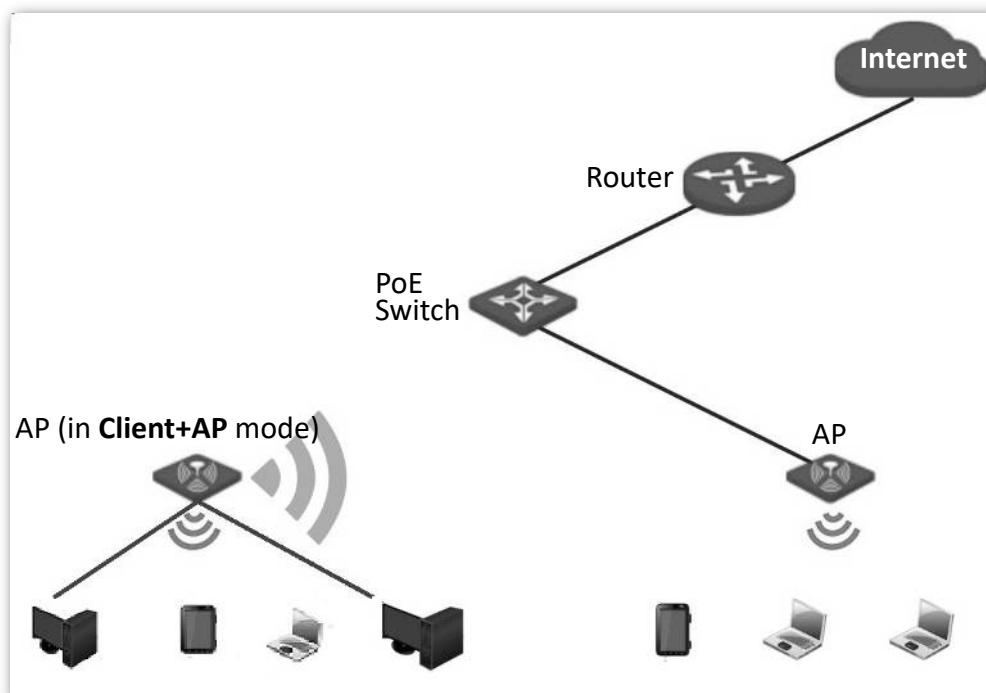 Internet
Router
PoE
Switch
AP (in Client+AP mode)
AP